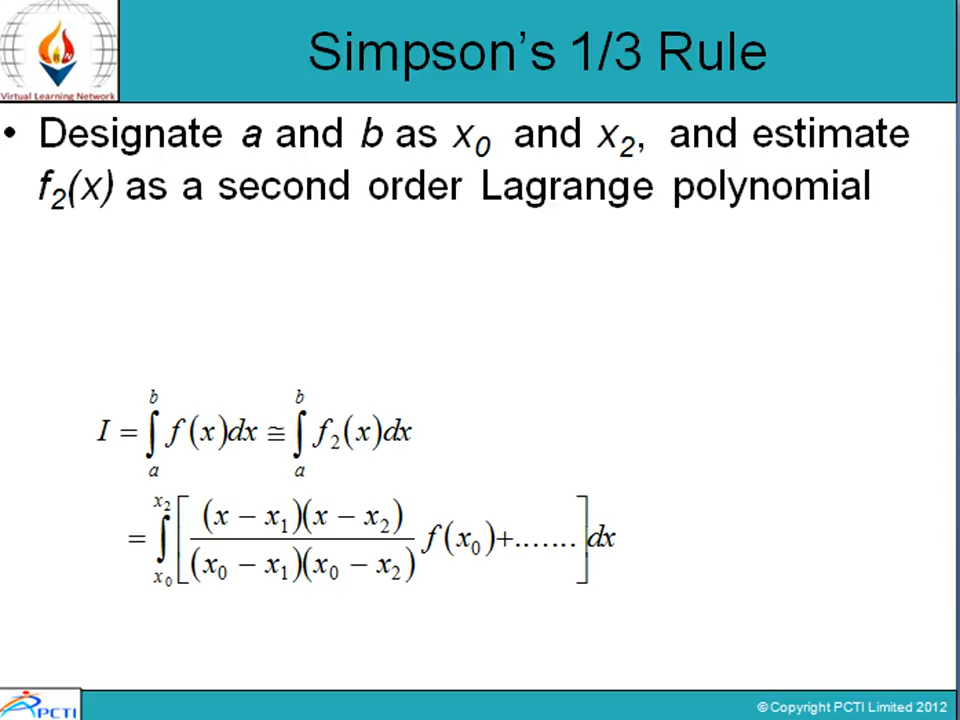 Simpson's 1/3 Rule
Virtual Learning Network
• Designate a and b as x₀ and x₂, and estimate
f₂(x) as a second order Lagrange polynomial
I = ∫_a^b f(x)dx ≅ ∫_a^b f₂(x)dx
= ∫_{x₀}^{x₂} [ (x − x₁)(x − x₂) / (x₀ − x₁)(x₀ − x₂) f(x₀)+....... ] dx
PCTI
©Copyright PCTI Limited 2012